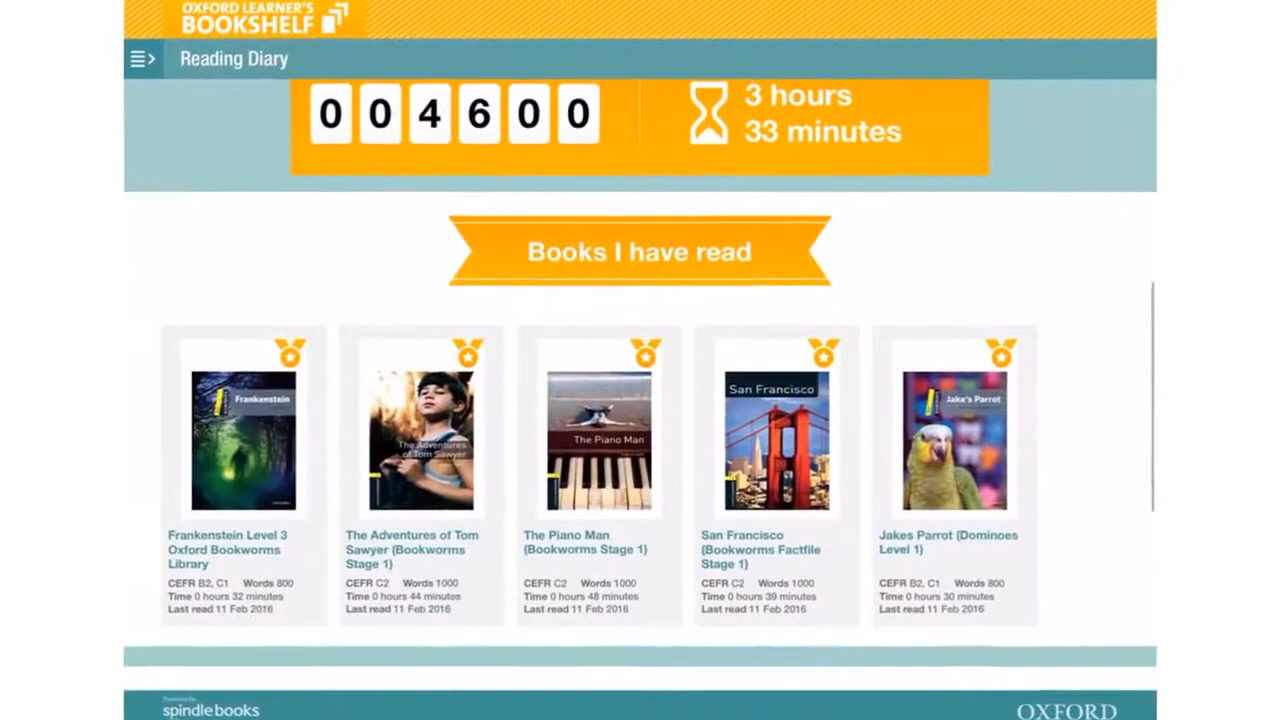 OXFORD LEARNER'S
BOOKSHELF
Reading Diary
0 0 4 6 0 0
3 hours
33 minutes
Books I have read
Frankenstein
The Adventures
of Tom Sawyer
The Piano Man
San Francisco
Jake's Parrot
Frankenstein Level 3
Oxford Bookworms
Library
CEFR B2, C1 Words 800
Time 0 hours 32 minutes
Last read 11 Feb 2016
The Adventures of Tom
Sawyer (Bookworms
Stage 1)
CEFR C2 Words 1000
Time 0 hours 44 minutes
Last read 11 Feb 2016
The Piano Man
(Bookworms Stage 1)
CEFR C2 Words 1000
Time 0 hours 48 minutes
Last read 11 Feb 2016
San Francisco
(Bookworms Factfile
Stage 1)
CEFR C2 Words 1000
Time 0 hours 39 minutes
Last read 11 Feb 2016
Jakes Parrot (Dominoes
Level 1)
CEFR B2, C1 Words 800
Time 0 hours 30 minutes
Last read 11 Feb 2016
Powered by
spindlebooks
OXFORD